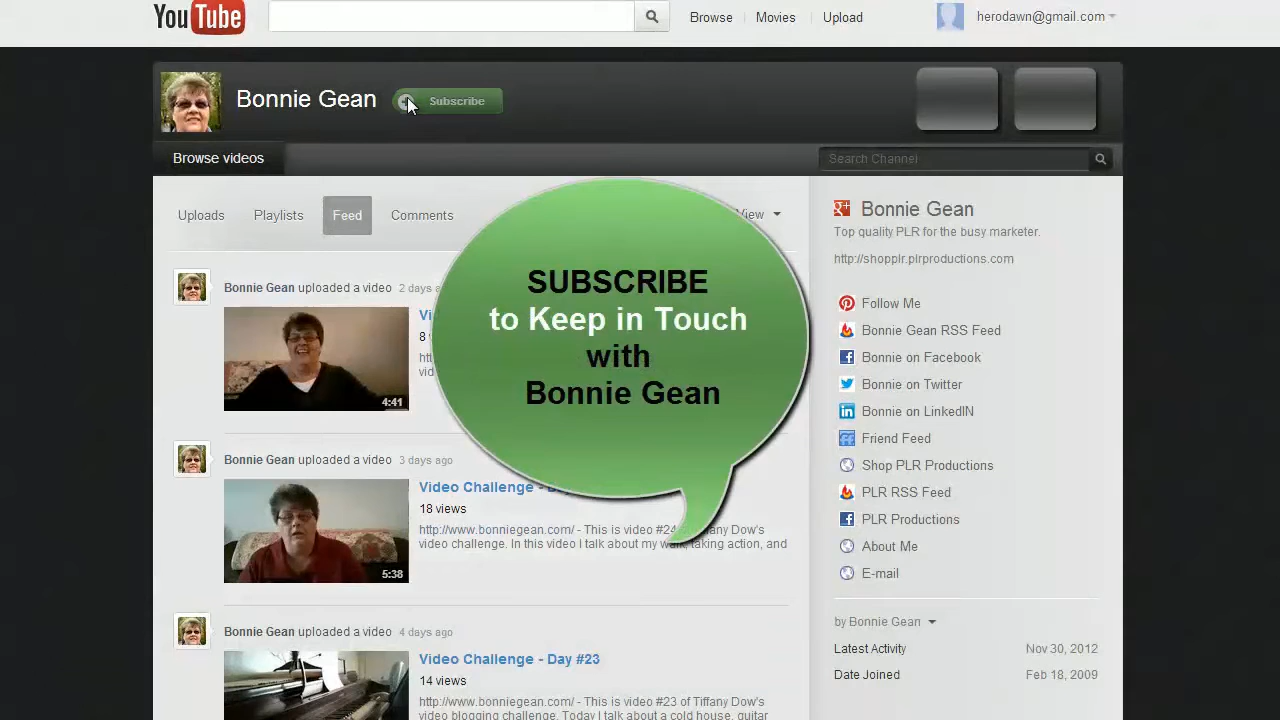 YouTube
Browse
Movies
Upload
herodawn@gmail.com
Bonnie Gean
Subscribe
Browse videos
Search Channel
Uploads
Playlists
Feed
Comments
View
SUBSCRIBE
to Keep in Touch
with
Bonnie Gean
Bonnie Gean uploaded a video 2 days
4:41
Bonnie Gean uploaded a video 3 days ago
Video Challenge -
18 views
http://www.bonniegean.com/ - This is video #24
Dow's
video challenge. In this video I talk about my walk, taking action, and
5:38
Bonnie Gean uploaded a video 4 days ago
Video Challenge - Day #23
14 views
http://www.bonniegean.com/ - This is video #23 of Tiffany Dow's
video blogging challenge. Today I talk about a cold house, guitar
Bonnie Gean
Top quality PLR for the busy marketer.
http://shopplr.plrproductions.com
Follow Me
Bonnie Gean RSS Feed
Bonnie on Facebook
Bonnie on Twitter
Bonnie on LinkedIN
Friend Feed
Shop PLR Productions
PLR RSS Feed
PLR Productions
About Me
E-mail
by Bonnie Gean
Latest Activity Nov 30, 2012
Date Joined Feb 18, 2009